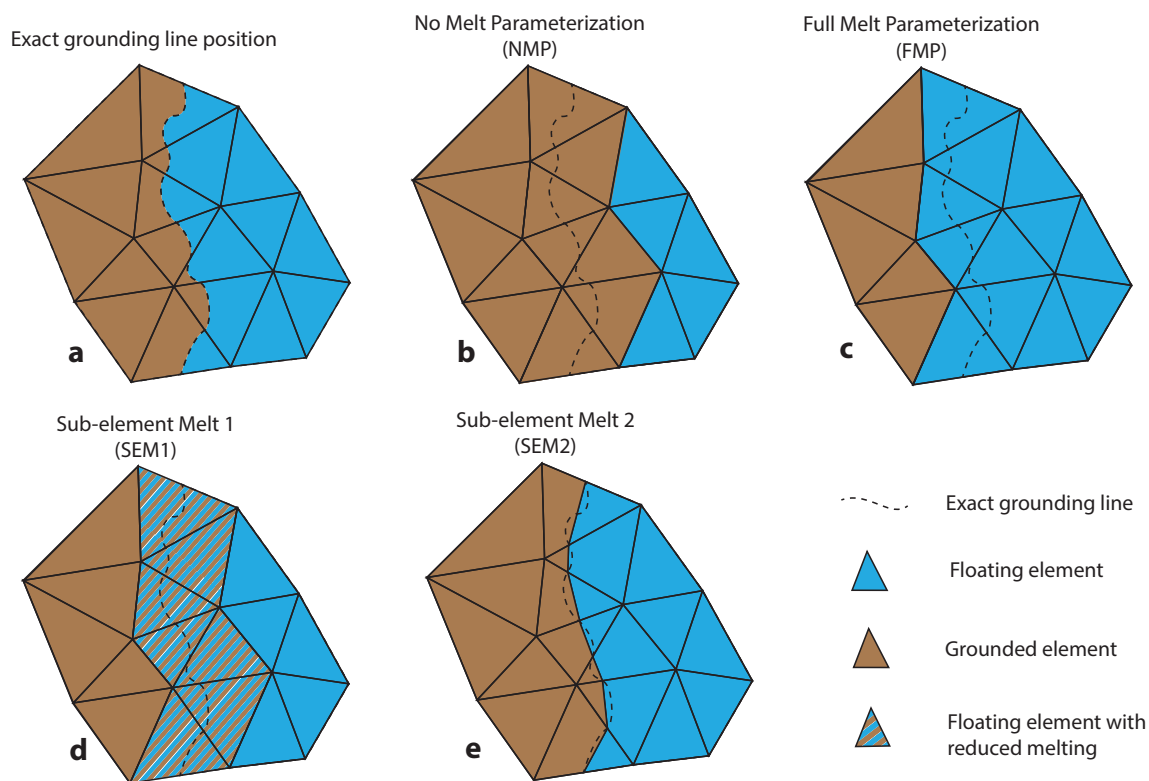 Exact grounding line position
No Melt Parameterization
(NMP)
Full Melt Parameterization
(FMP)
a
b
c
Sub-element Melt 1
(SEM1)
Sub-element Melt 2
(SEM2)
d
e
Exact grounding line
Floating element
Grounded element
Floating element with
reduced melting